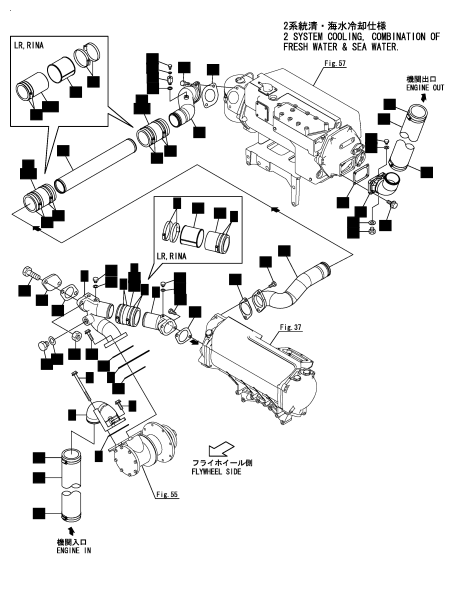 2系統清・海水冷却仕様
2 SYSTEM COOLING, COMBINATION OF
FRESH WATER & SEA WATER.
LR, RINA
Fig.57
機関出口
ENGINE OUT
LR, RINA
Fig.37
フライホイール側
FLYWHEEL SIDE
Fig.55
機関入口
ENGINE IN